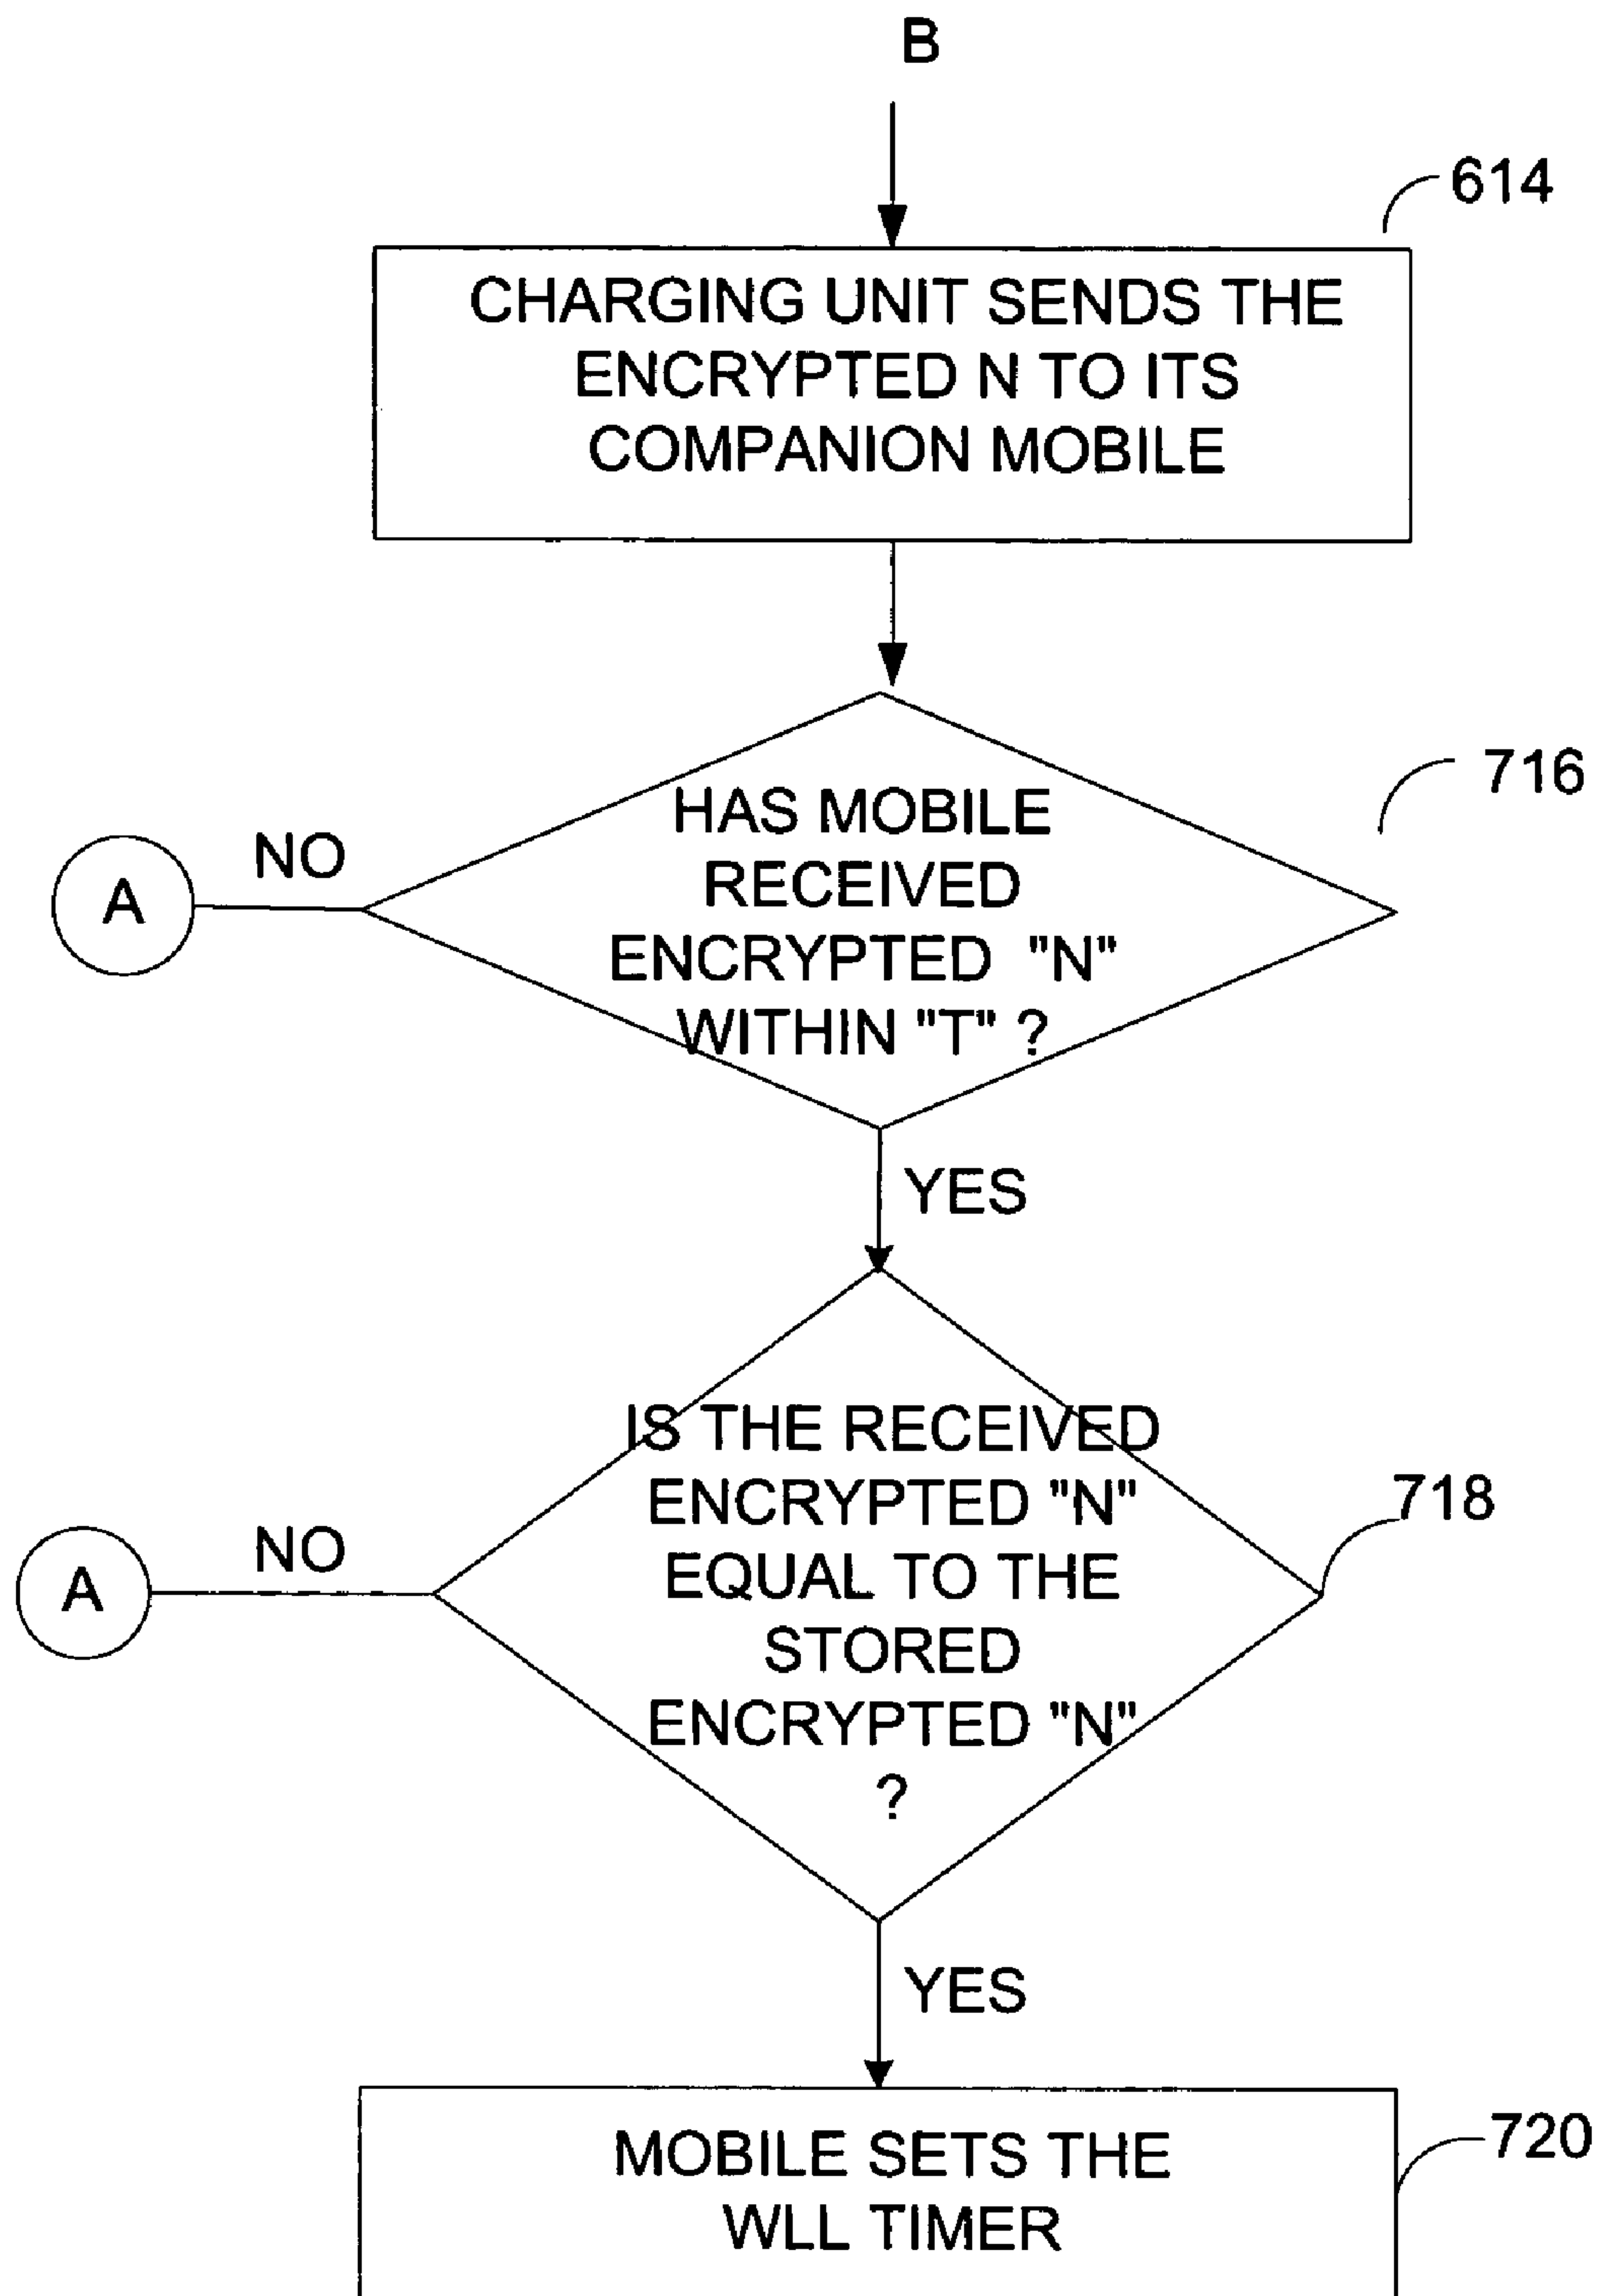 B
614
CHARGING UNIT SENDS THE
ENCRYPTED N TO ITS
COMPANION MOBILE
716
HAS MOBILE
RECEIVED
ENCRYPTED "N"
WITHIN "T" ?
NO
A
YES
IS THE RECEIVED
ENCRYPTED "N"
EQUAL TO THE
STORED
ENCRYPTED "N"
?
718
NO
A
YES
720
MOBILE SETS THE
WLL TIMER